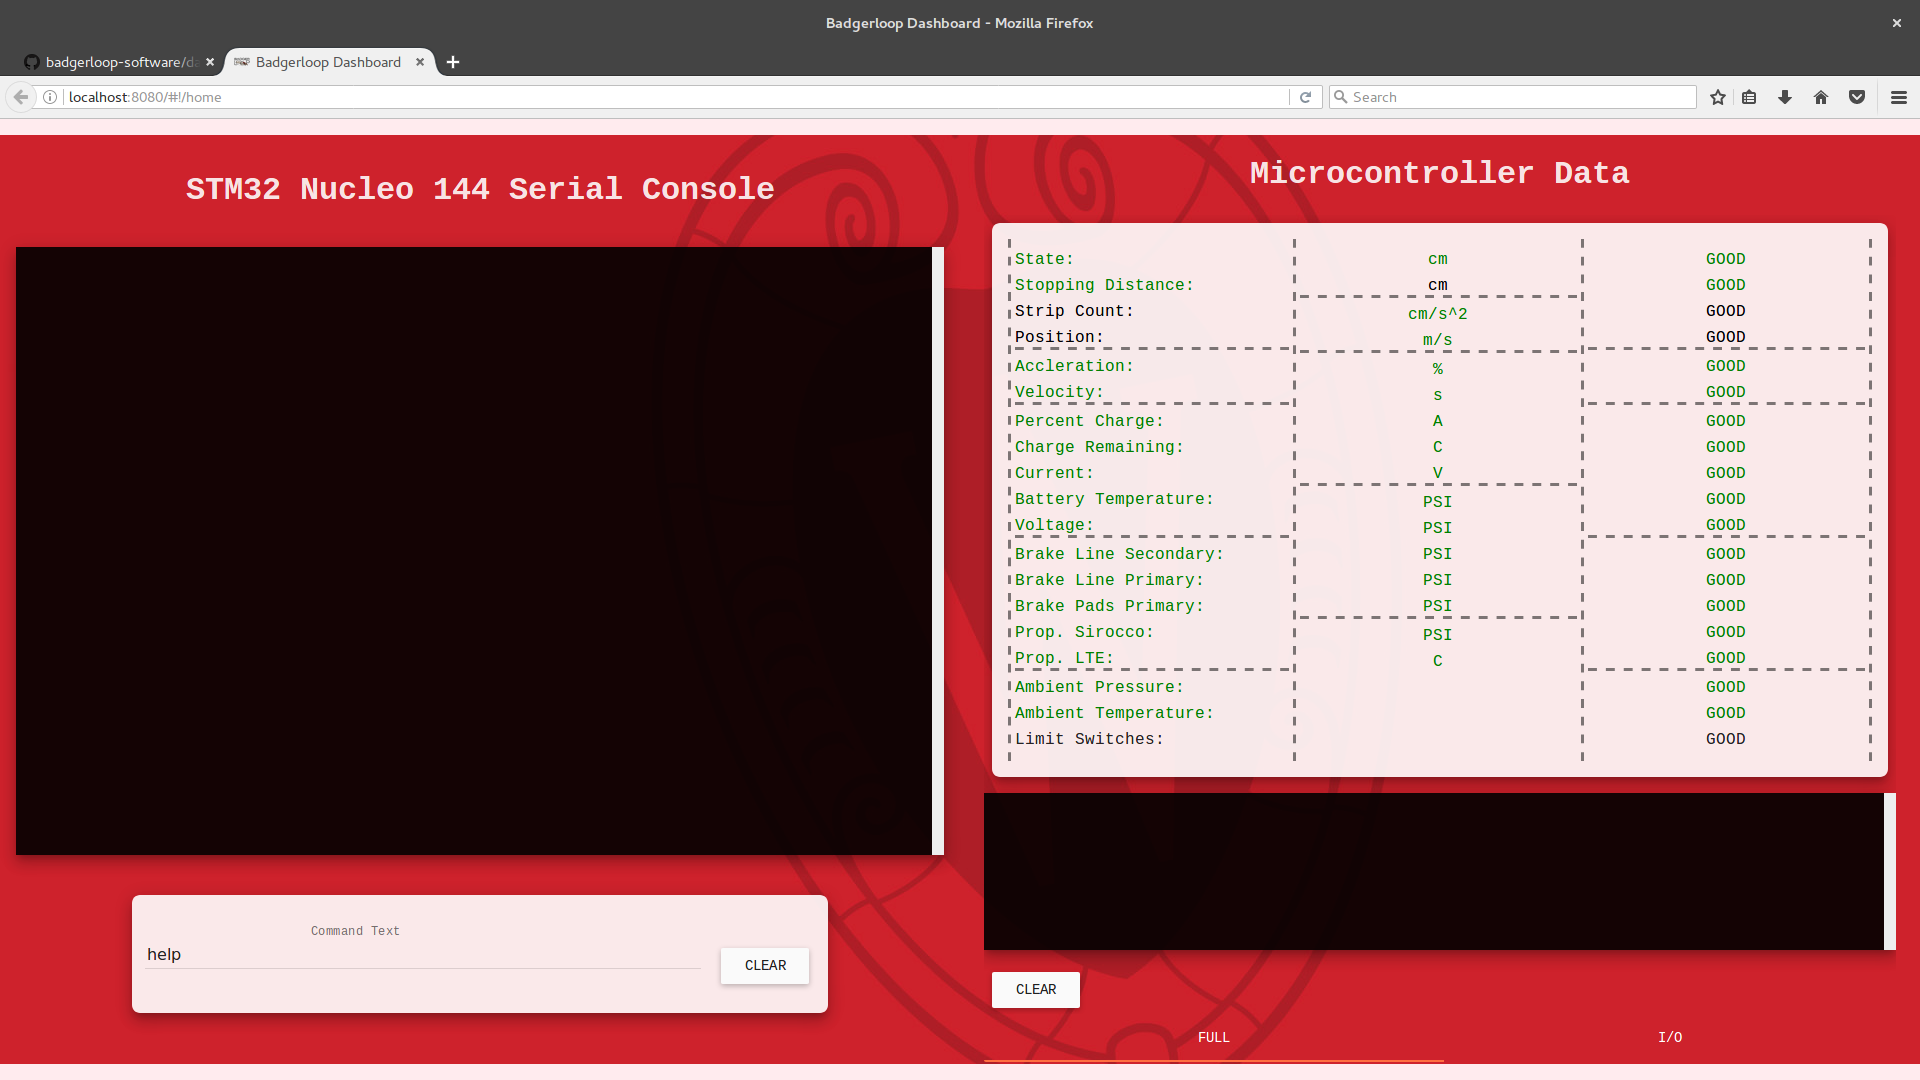 Badgerloop Dashboard - Mozilla Firefox
badgerloop-software/da
Badgerloop Dashboard
localhost:8080/#!/home
Search
STM32 Nucleo 144 Serial Console
Command Text
help
CLEAR
Microcontroller Data
State: cm GOOD
Stopping Distance: cm GOOD
Strip Count: cm/s^2 GOOD
Position: m/s GOOD
Accleration: % GOOD
Velocity: s GOOD
Percent Charge: A GOOD
Charge Remaining: C GOOD
Current: V GOOD
Battery Temperature: PSI GOOD
Voltage: PSI GOOD
Brake Line Secondary: PSI GOOD
Brake Line Primary: PSI GOOD
Brake Pads Primary: PSI GOOD
Prop. Sirocco: PSI GOOD
Prop. LTE: C GOOD
Ambient Pressure: GOOD
Ambient Temperature: GOOD
Limit Switches: GOOD
CLEAR
FULL I/O